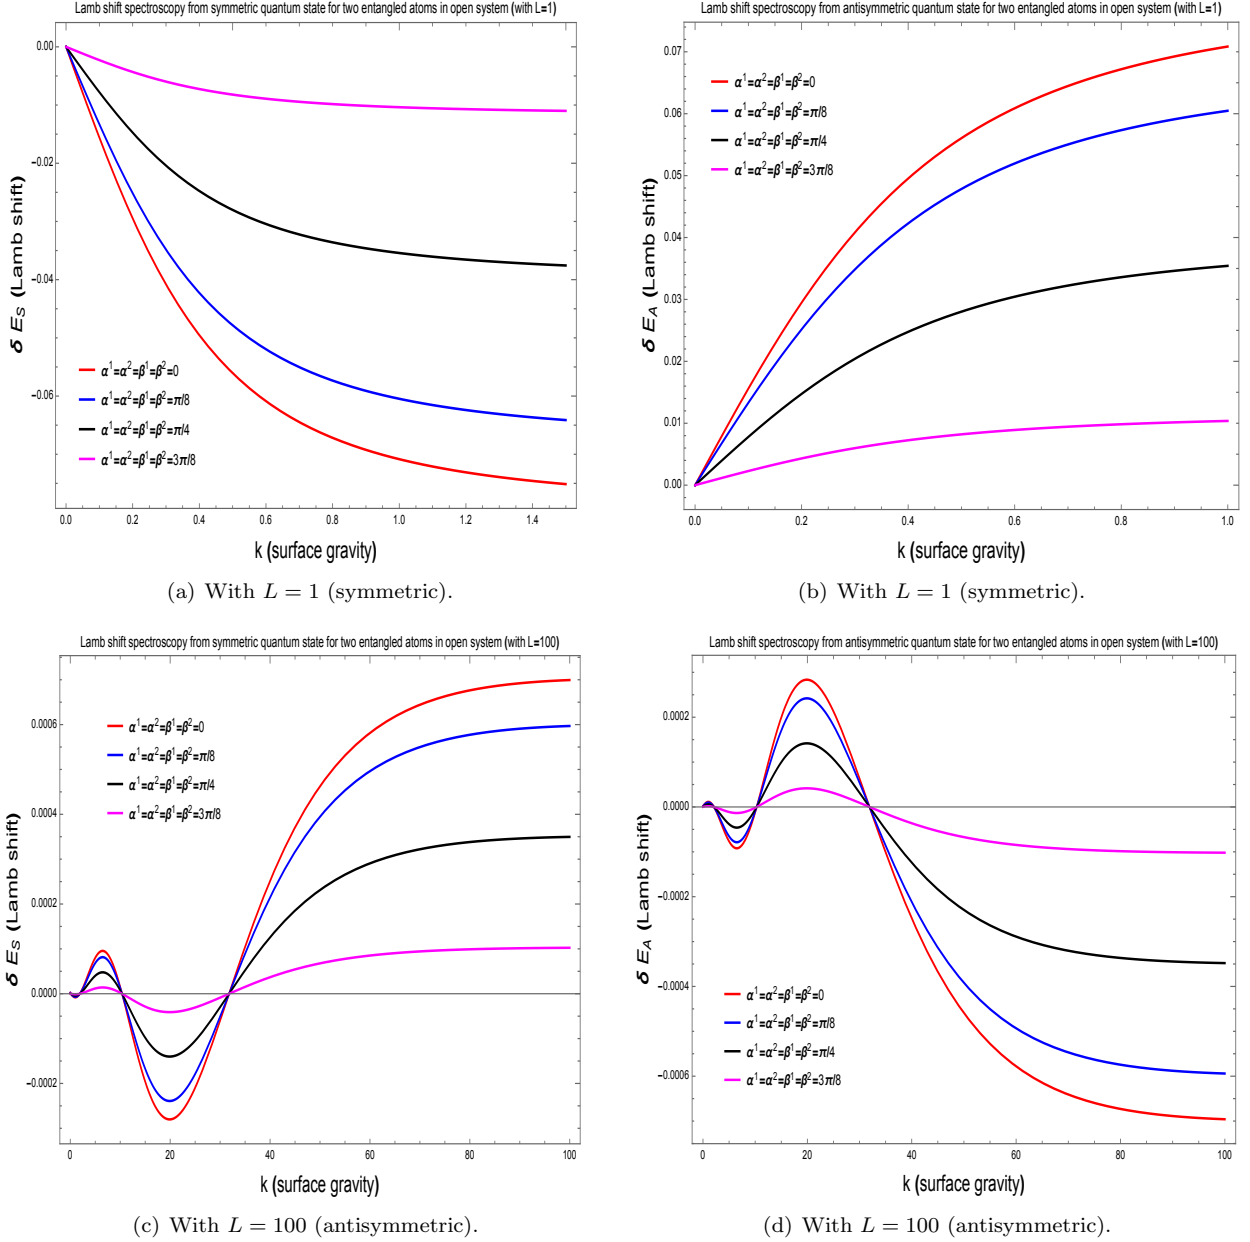 Lamb shift spectroscopy from symmetric quantum state for two entangled atoms in open system (with L=1)
0.00
-0.02
-0.04
-0.06
δ E_S (Lamb shift)
α¹=α²=β¹=β²=0
α¹=α²=β¹=β²=π/8
α¹=α²=β¹=β²=π/4
α¹=α²=β¹=β²=3π/8
0.0 0.2 0.4 0.6 0.8 1.0 1.2 1.4
k (surface gravity)
(a) With L = 1 (symmetric).
Lamb shift spectroscopy from antisymmetric quantum state for two entangled atoms in open system (with L=1)
0.07
0.06
0.05
0.04
0.03
0.02
0.01
0.00
δ E_A (Lamb shift)
α¹=α²=β¹=β²=0
α¹=α²=β¹=β²=π/8
α¹=α²=β¹=β²=π/4
α¹=α²=β¹=β²=3π/8
0.0 0.2 0.4 0.6 0.8 1.0
k (surface gravity)
(b) With L = 1 (symmetric).
Lamb shift spectroscopy from symmetric quantum state for two entangled atoms in open system (with L=100)
0.0006
0.0004
0.0002
0.0000
-0.0002
δ E_S (Lamb shift)
α¹=α²=β¹=β²=0
α¹=α²=β¹=β²=π/8
α¹=α²=β¹=β²=π/4
α¹=α²=β¹=β²=3π/8
0 20 40 60 80 100
k (surface gravity)
(c) With L = 100 (antisymmetric).
Lamb shift spectroscopy from antisymmetric quantum state for two entangled atoms in open system (with L=100)
0.0002
0.0000
-0.0002
-0.0004
-0.0006
δ E_A (Lamb shift)
α¹=α²=β¹=β²=0
α¹=α²=β¹=β²=π/8
α¹=α²=β¹=β²=π/4
α¹=α²=β¹=β²=3π/8
0 20 40 60 80 100
k (surface gravity)
(d) With L = 100 (antisymmetric).